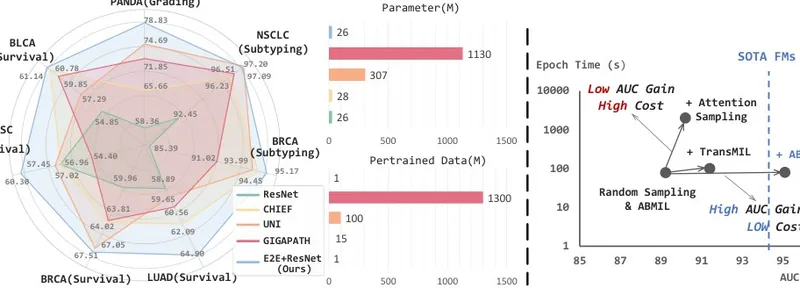 PANDA(Grading)
78.83
74.69
71.85
65.66
58.36
NSCLC
(Subtyping)
97.20
97.09
96.51
96.23
92.45
BRCA
(Subtyping)
95.17
94.45
93.99
91.02
85.39
LUAD(Survival)
64.90
62.09
60.56
59.65
58.89
BRCA(Survival)
67.51
67.05
64.02
63.81
59.96
SC
ival)
60.30
57.45
57.02
56.96
54.40
BLCA
Survival)
61.14
60.78
59.85
57.29
54.85
ResNet
CHIEF
UNI
GIGAPATH
E2E+ResNet
(Ours)
Parameter(M)
26
1130
307
28
26
0 500 1000 1500
Pertrained Data(M)
1
1300
100
15
1
0 500 1000 1500
SOTA FMs
Epoch Time (s)
10000
1000
100
10
1
Low AUC Gain
High Cost
+ Attention
Sampling
+ TransMIL
+ AB
Random Sampling
& ABMIL
High AUC Gain
LOW Cost
85 87 89 91 93 95
AUC